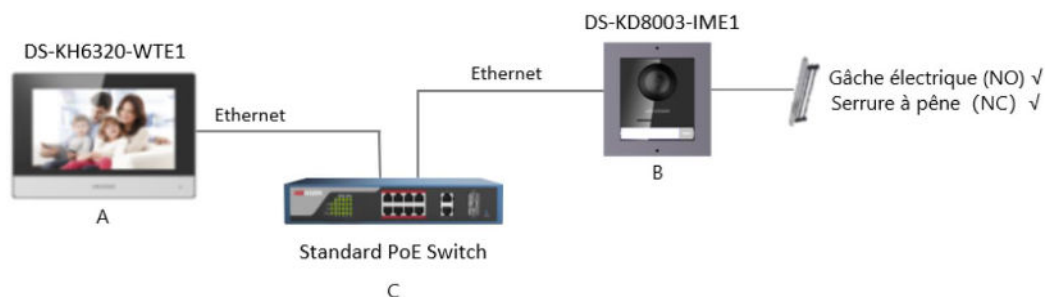 DS-KD8003-IME1
DS-KH6320-WTE1
Ethernet
Gâche électrique (NO) √
Serrure à pêne (NC) √
Ethernet
B
A
Standard PoE Switch
C